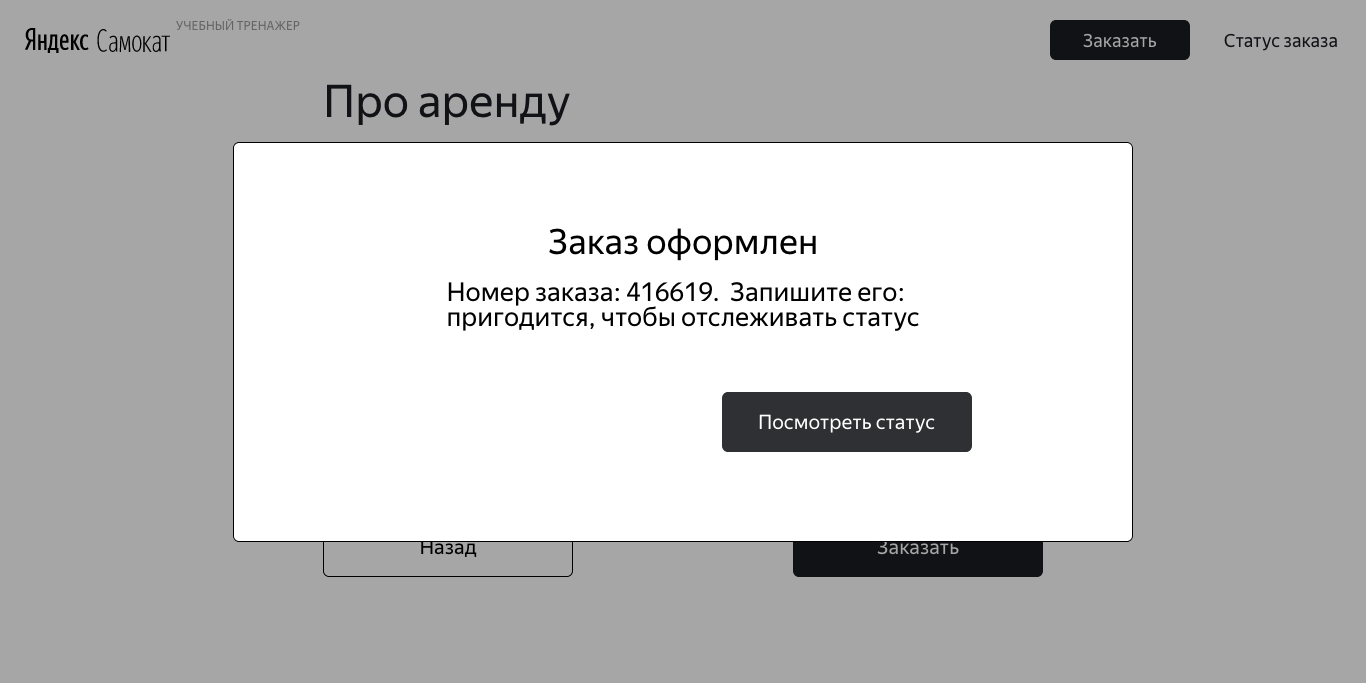 Яндекс Самокат
УЧЕБНЫЙ ТРЕНАЖЕР
Заказать
Статус заказа
Про аренду
Заказ оформлен
Номер заказа: 416619.  Запишите его:
пригодится, чтобы отслеживать статус
Посмотреть статус
Назад
Заказать